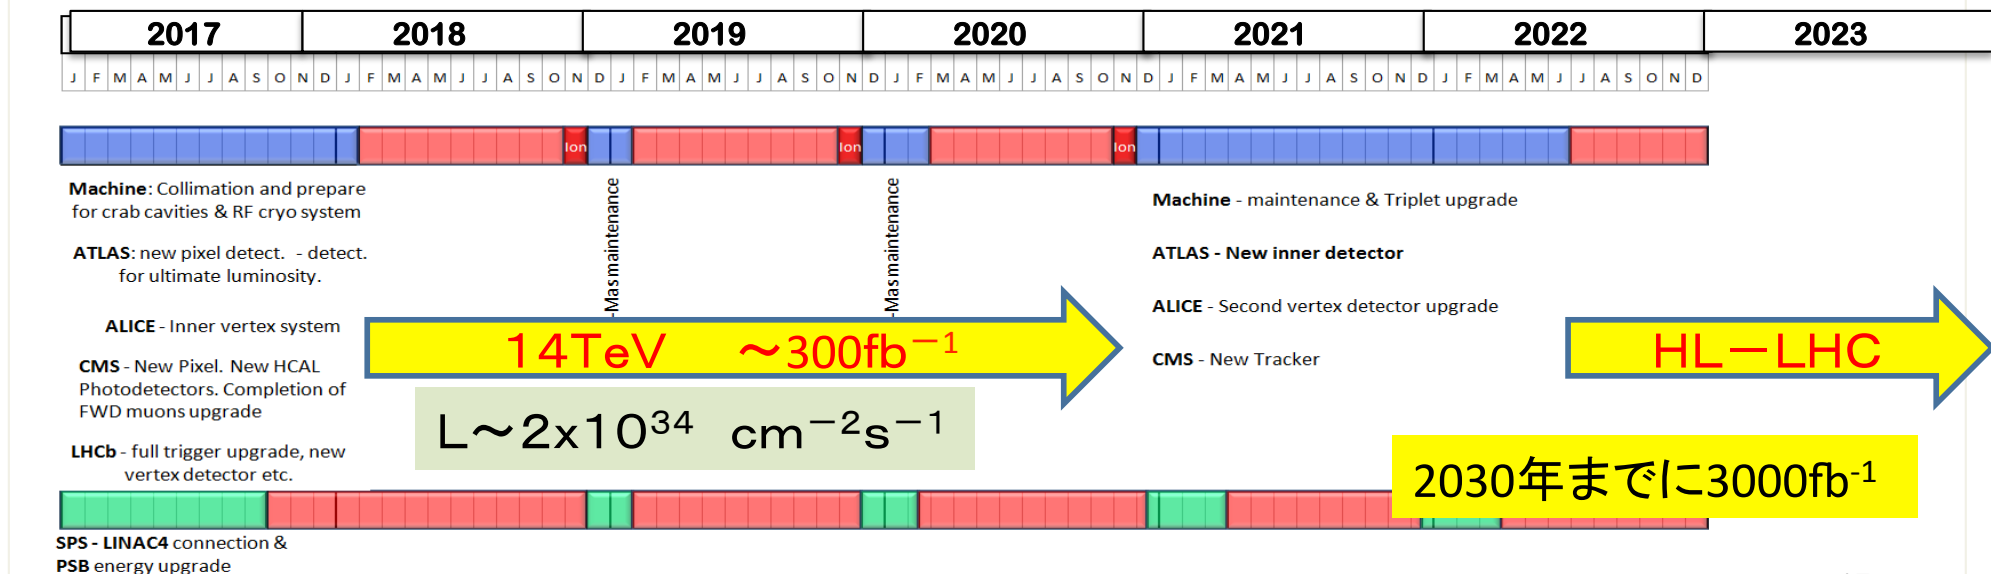 2017 2018 2019 2020 2021 2022 2023
J F M A M J J A S O N D J F M A M J J A S O N D J F M A M J J A S O N D J F M A M J J A S O N D J F M A M J J A S O N D J F M A M J J A S O N D
Ion Ion Ion
Machine: Collimation and prepare
for crab cavities & RF cryo system
ATLAS: new pixel detect. - detect.
for ultimate luminosity.
ALICE - Inner vertex system
CMS - New Pixel. New HCAL
Photodetectors. Completion of
FWD muons upgrade
LHCb - full trigger upgrade, new
vertex detector etc.
-Mas maintenance
-Mas maintenance
14TeV ～300fb⁻¹
L～2x10³⁴ cm⁻²s⁻¹
Machine - maintenance & Triplet upgrade
ATLAS - New inner detector
ALICE - Second vertex detector upgrade
CMS - New Tracker
HL－LHC
2030年までに3000fb⁻¹
SPS - LINAC4 connection &
PSB energy upgrade